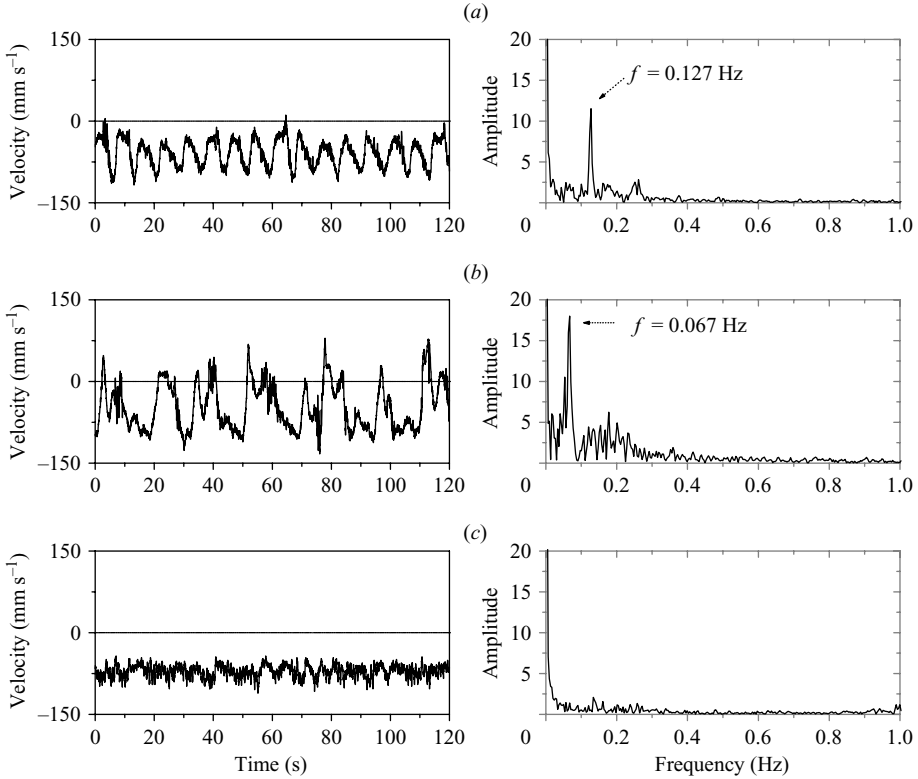 (a)
150
0
–150
Velocity (mm s⁻¹)
0 20 40 60 80 100 120
20
15
10
5
Amplitude
f = 0.127 Hz
0 0.2 0.4 0.6 0.8 1.0
(b)
150
0
–150
Velocity (mm s⁻¹)
0 20 40 60 80 100 120
20
15
10
5
Amplitude
f = 0.067 Hz
0 0.2 0.4 0.6 0.8 1.0
(c)
150
0
–150
Velocity (mm s⁻¹)
0 20 40 60 80 100 120
Time (s)
20
15
10
5
Amplitude
0 0.2 0.4 0.6 0.8 1.0
Frequency (Hz)